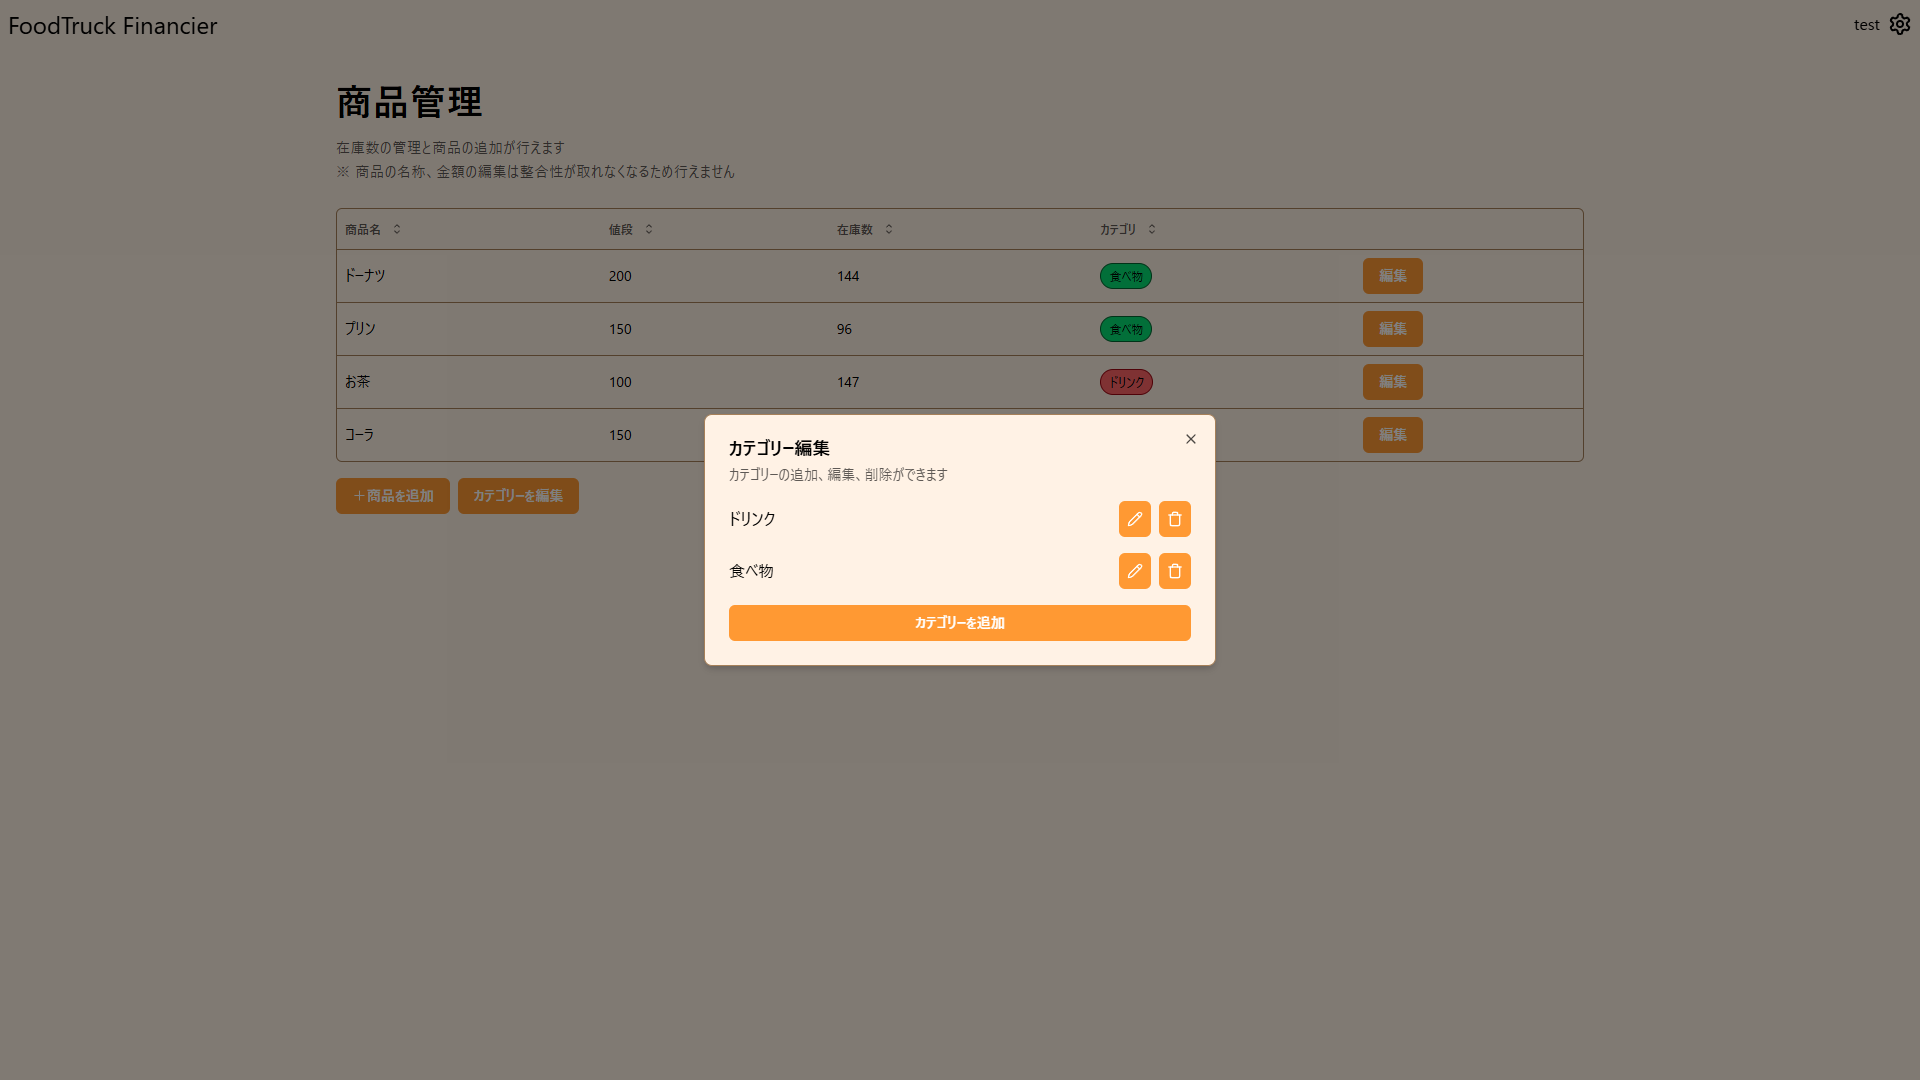 FoodTruck Financier
test
商品管理
在庫数の管理と商品の追加が行えます
※ 商品の名称、金額の編集は整合性が取れなくなるため行えません
商品名 値段 在庫数 カテゴリ
ドーナツ 200 144 食べ物 編集
プリン 150 96 食べ物 編集
お茶 100 147 ドリンク 編集
コーラ 150 編集
+商品を追加 カテゴリーを編集
カテゴリー編集
カテゴリーの追加、編集、削除ができます
ドリンク
食べ物
カテゴリーを追加